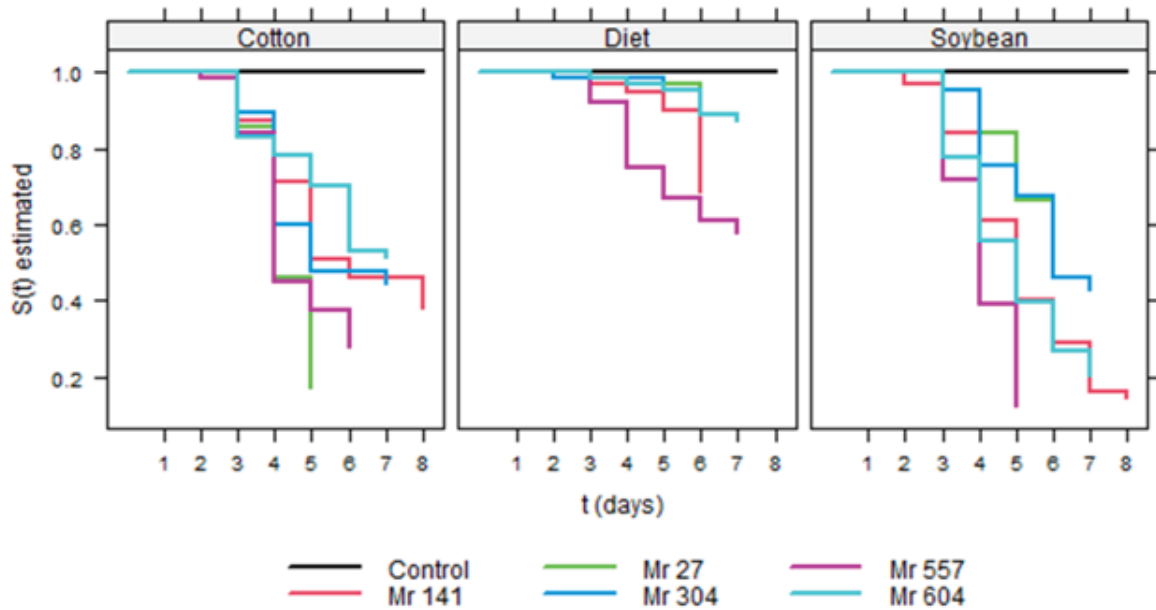 Cotton Diet Soybean
1.0
0.8
0.6
0.4
0.2
S(t) estimated
1 2 3 4 5 6 7 8 1 2 3 4 5 6 7 8 1 2 3 4 5 6 7 8
t (days)
Control Mr 27 Mr 557
Mr 141 Mr 304 Mr 604